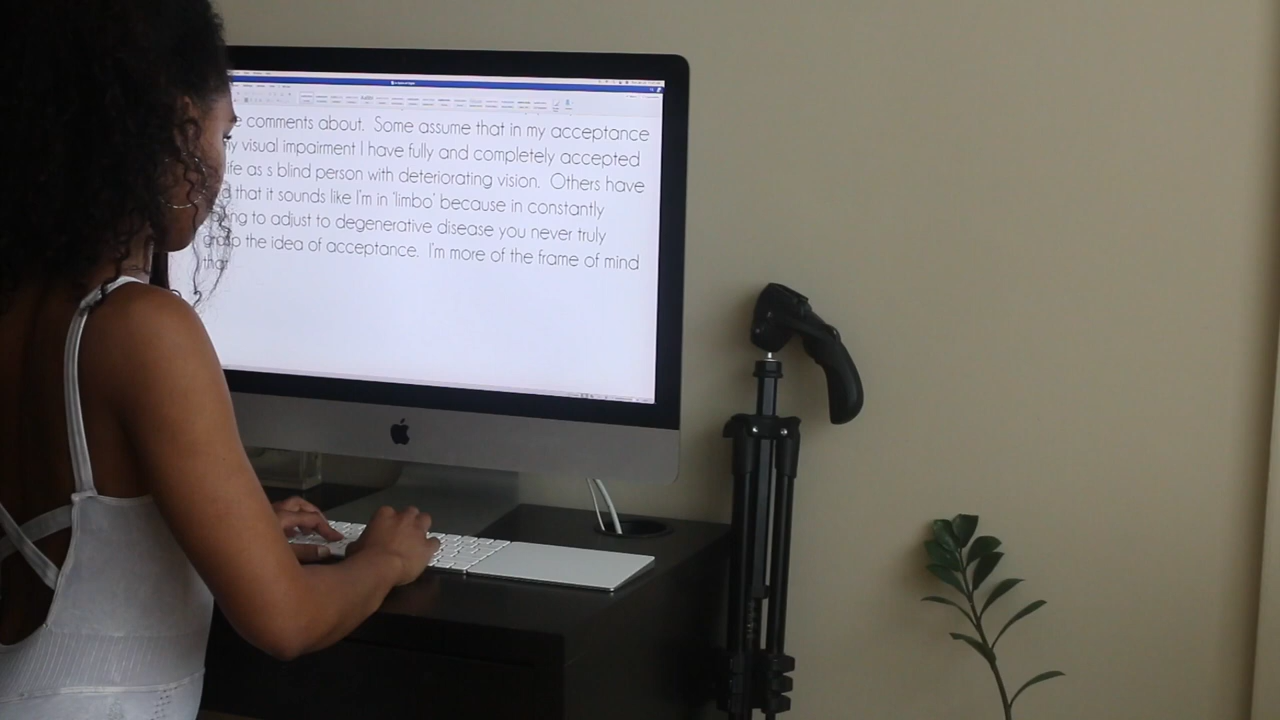 comments about. Some assume that in my acceptance
visual impairment I have fully and completely accepted
life as s blind person with deteriorating vision. Others have
that it sounds like I'm in 'limbo' because in constantly
to adjust to degenerative disease you never truly
grasp the idea of acceptance. I'm more of the frame of mind
that